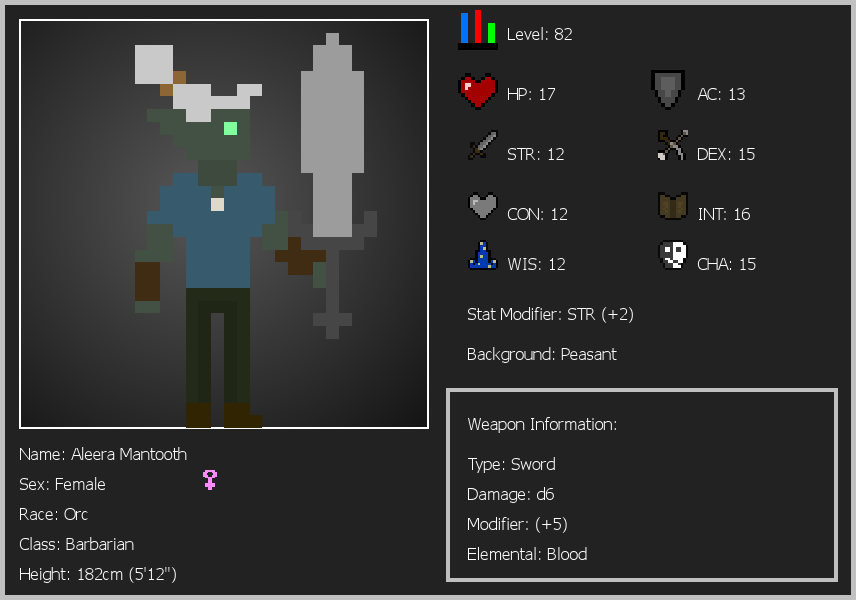 Level: 82
HP: 17
AC: 13
STR: 12
DEX: 15
CON: 12
INT: 16
WIS: 12
CHA: 15
Stat Modifier: STR (+2)
Background: Peasant
Weapon Information:
Type: Sword
Damage: d6
Modifier: (+5)
Elemental: Blood
Name: Aleera Mantooth
Sex: Female
Race: Orc
Class: Barbarian
Height: 182cm (5'12")